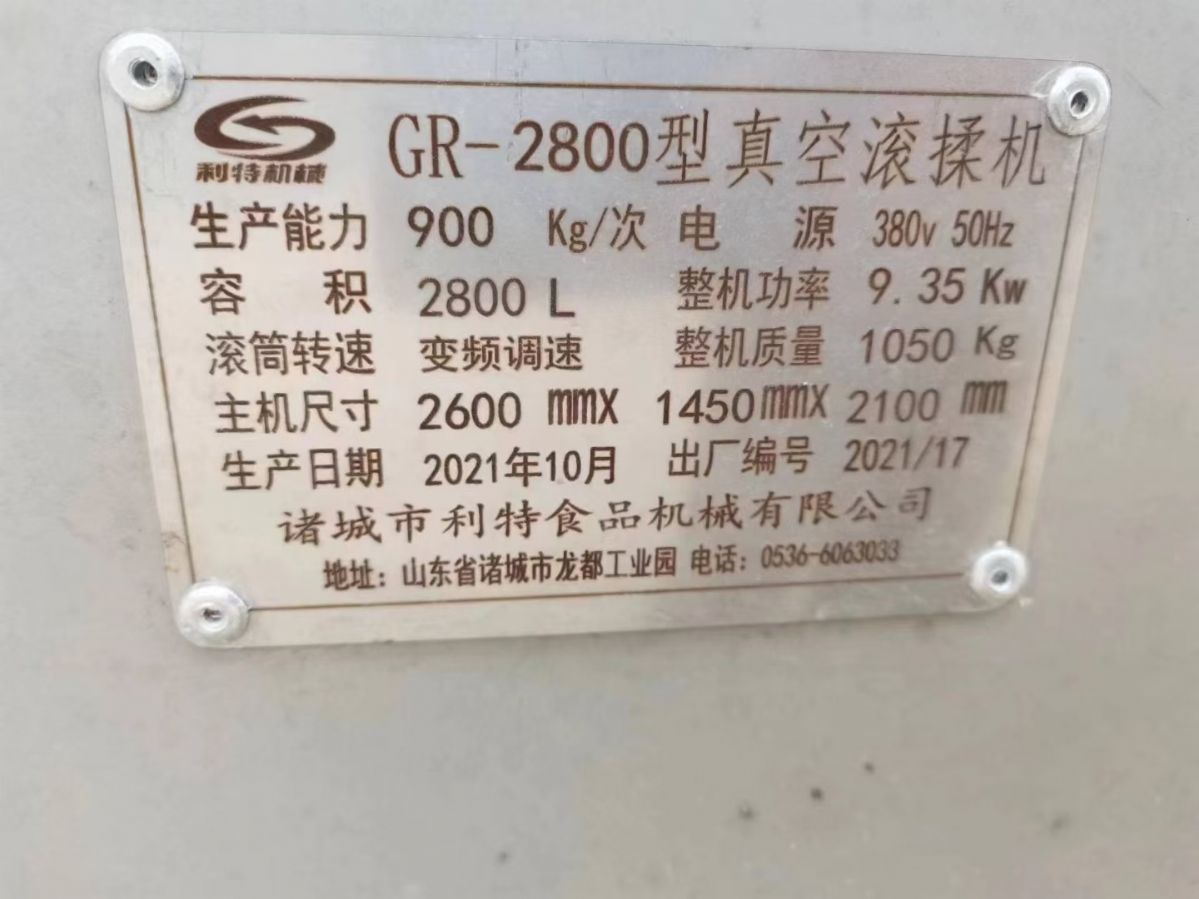 利特机械
GR-2800型真空滚揉机
生产能力 900 Kg/次 电 源 380v 50Hz
容 积 2800 L 整机功率 9.35 Kw
滚筒转速 变频调速 整机质量 1050 Kg
主机尺寸 2600 mmX 1450mmX 2100 mm
生产日期 2021年10月 出厂编号 2021/17
诸城市利特食品机械有限公司
地址：山东省诸城市龙都工业园 电话：0536-6063033